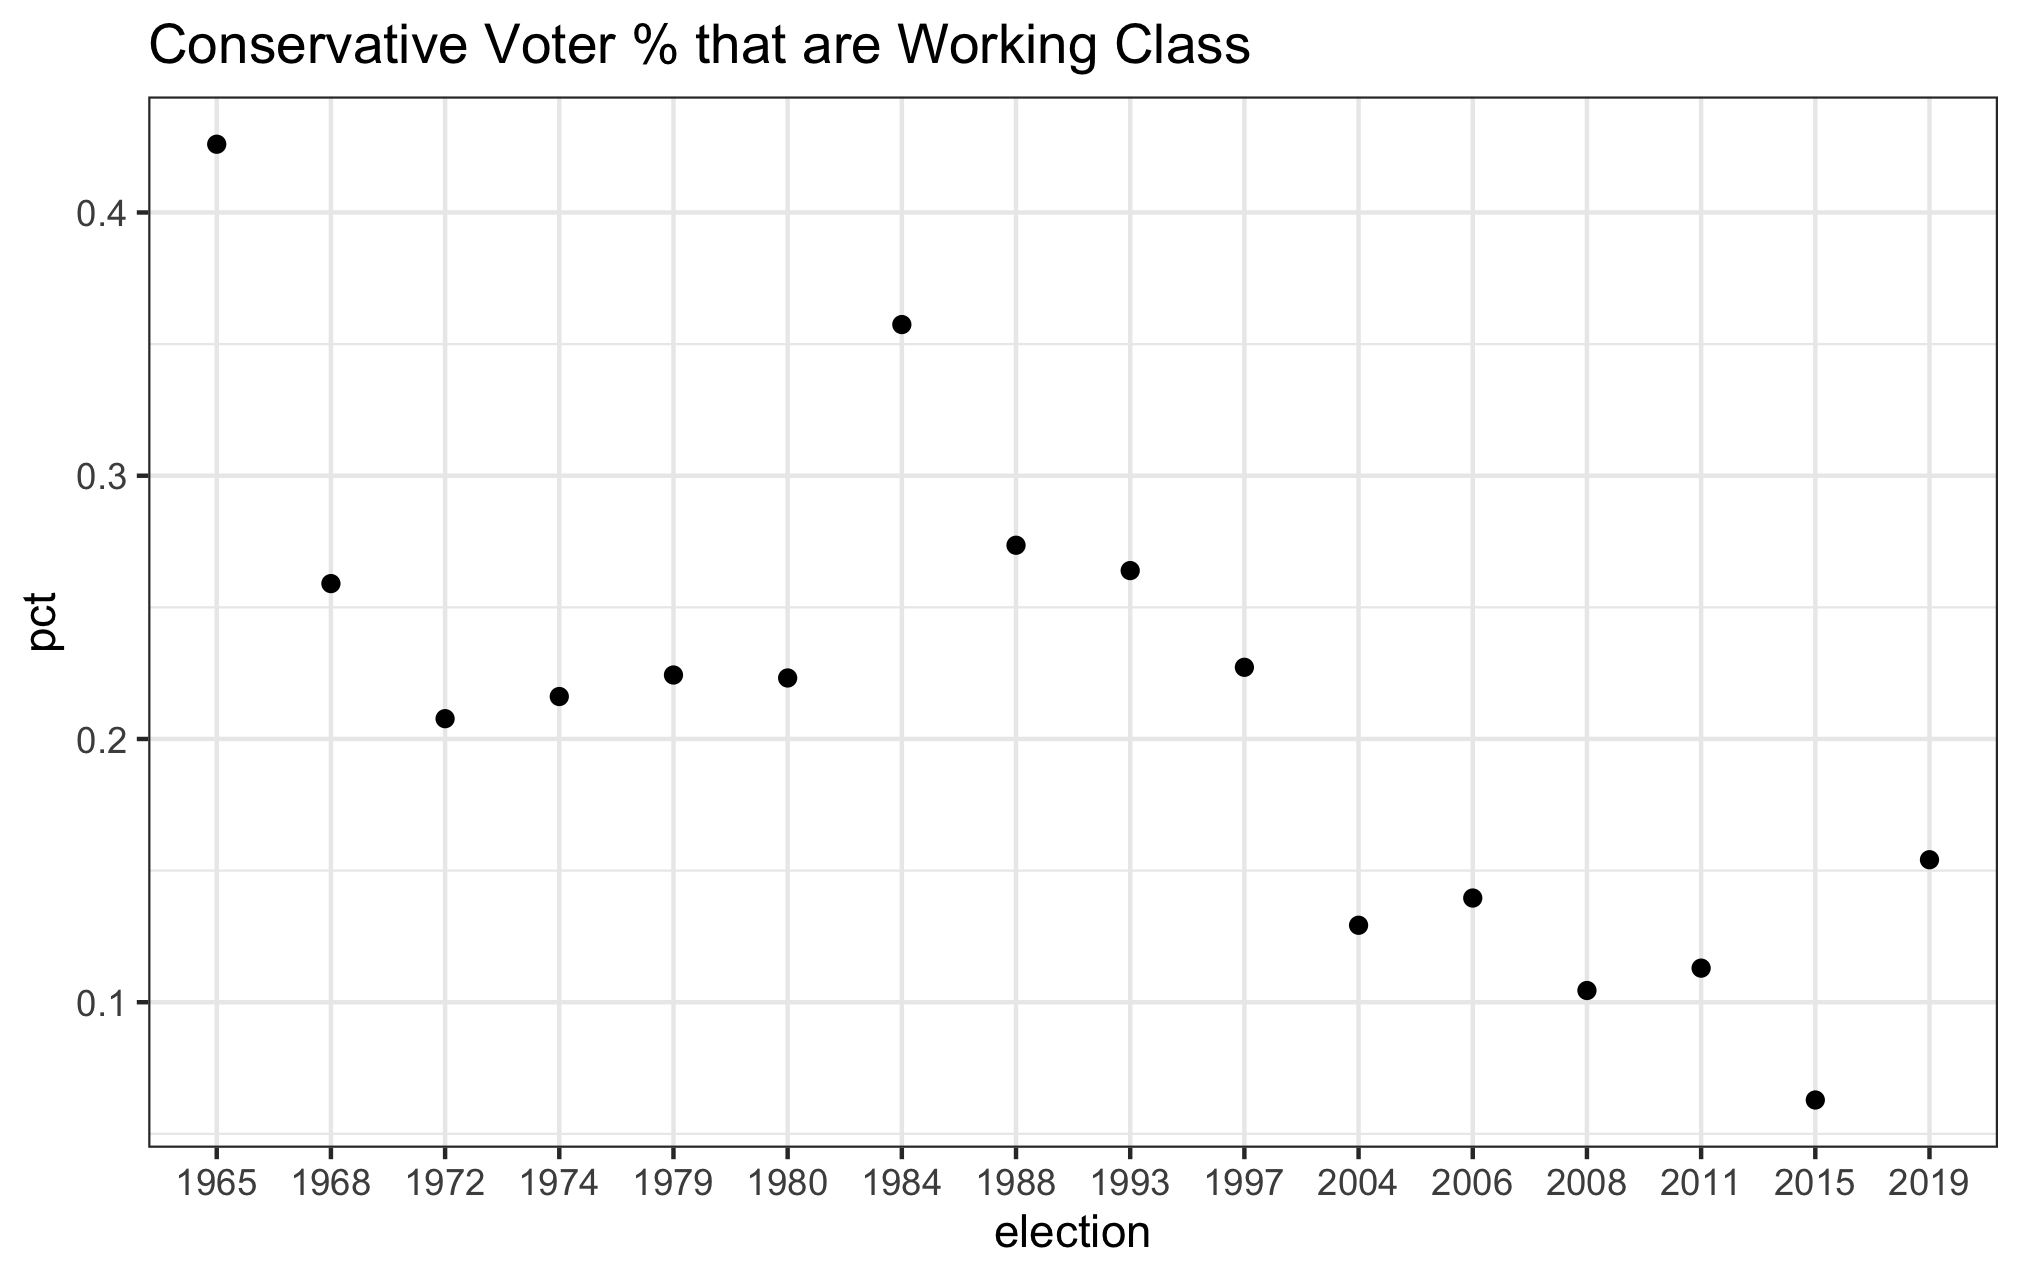 Conservative Voter % that are Working Class
0.4
0.3
0.2
0.1
pct
1965 1968 1972 1974 1979 1980 1984 1988 1993 1997 2004 2006 2008 2011 2015 2019
election